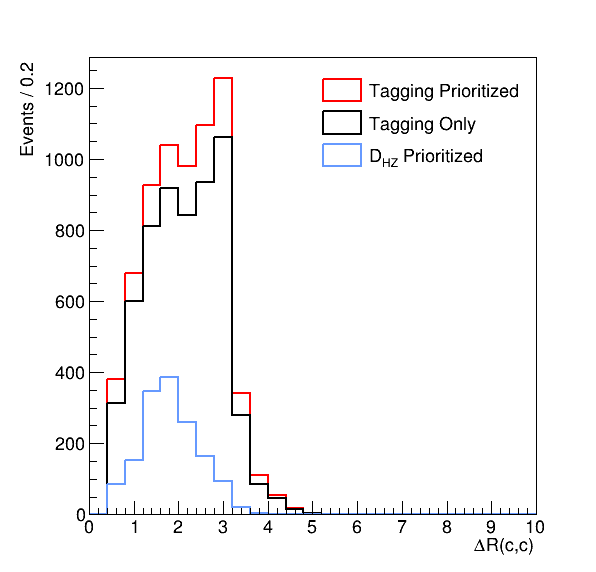 Events / 0.2
1200
1000
800
600
400
200
0
Tagging Prioritized
Tagging Only
D_HZ Prioritized
0 1 2 3 4 5 6 7 8 9 10
ΔR(c,c)